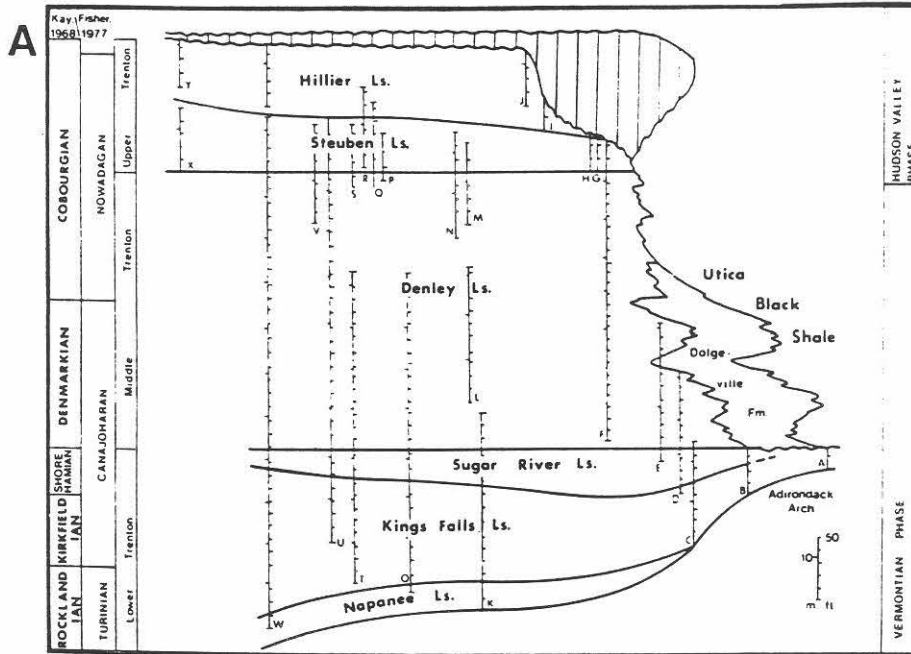 A
Kay, Fisher.
1968 1977
COBOURGIAN
DENMARKIAN
SHORE
HAMIAN
KIRKFIELD
IAN
ROCKLAND
IAN
NOWADAGAN
CANAJOHARAN
TURINIAN
Trenton
Upper
Trenton
Middle
Trenton
Lower
Hillier Ls.
Steuben Ls.
Denley Ls.
Utica
Black
Shale
Dolge-
ville
Fm.
Sugar River Ls.
Kings Falls Ls.
Napanee Ls.
Adirondack
Arch
Y
J
I
X
S
R
Q
P
H G
V
N
M
L
F
E
D
A
B
C
U
T
O
K
W
50
10
m
ft
HUDSON VALLEY
PHASE
VERMONTIAN PHASE